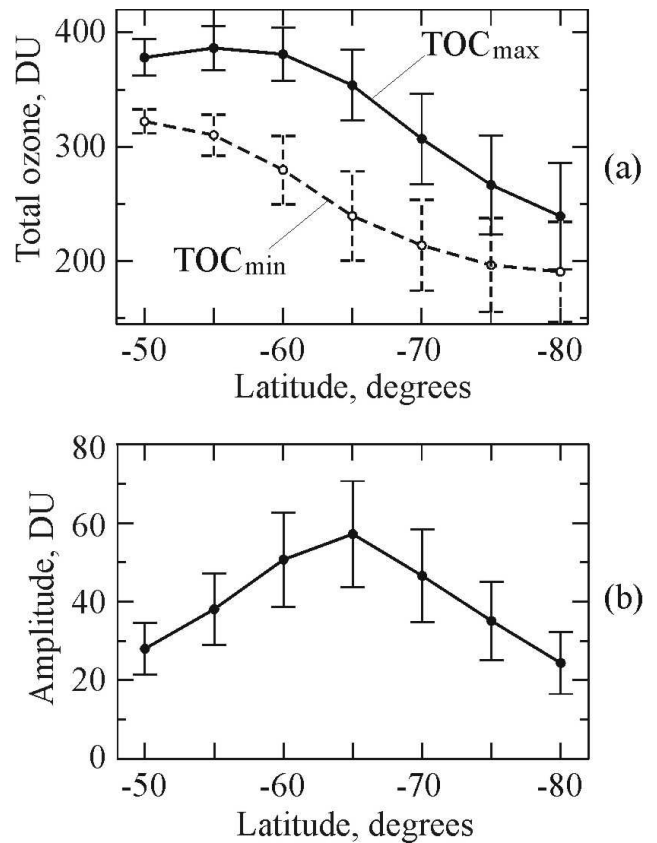 400
300
200
Total ozone, DU
TOCmax
TOCmin
(a)
-50
-60
-70
-80
Latitude, degrees
80
60
40
20
0
Amplitude, DU
(b)
-50
-60
-70
-80
Latitude, degrees